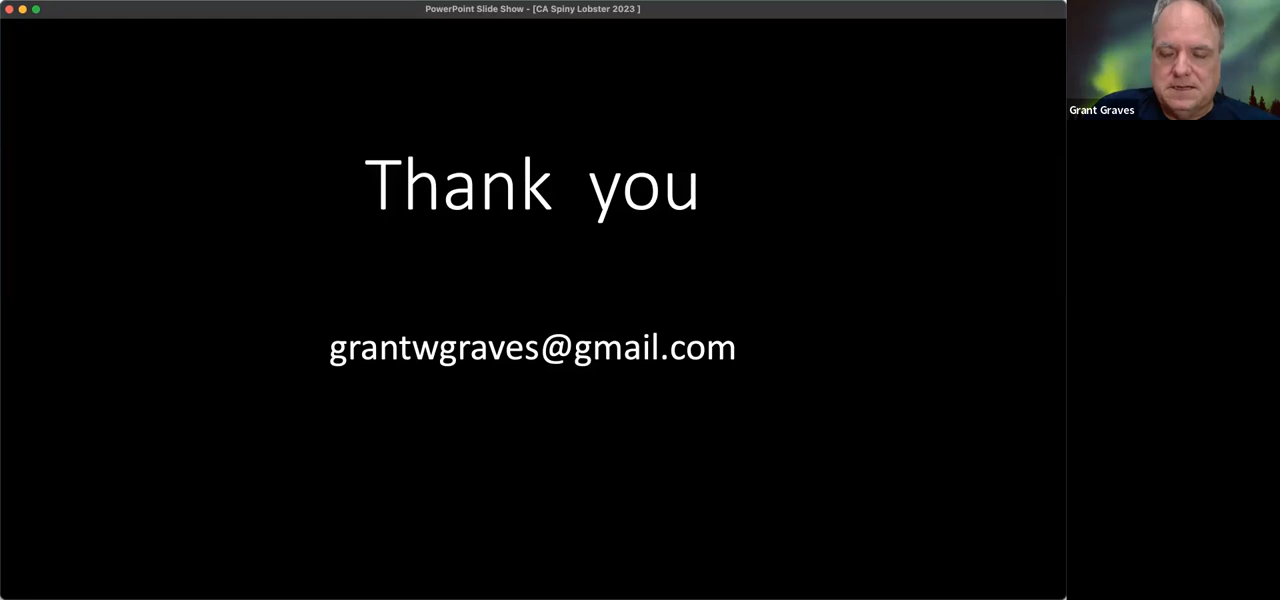 PowerPoint Slide Show - [CA Spiny Lobster 2023 ]
Thank you
grantwgraves@gmail.com
Grant Graves